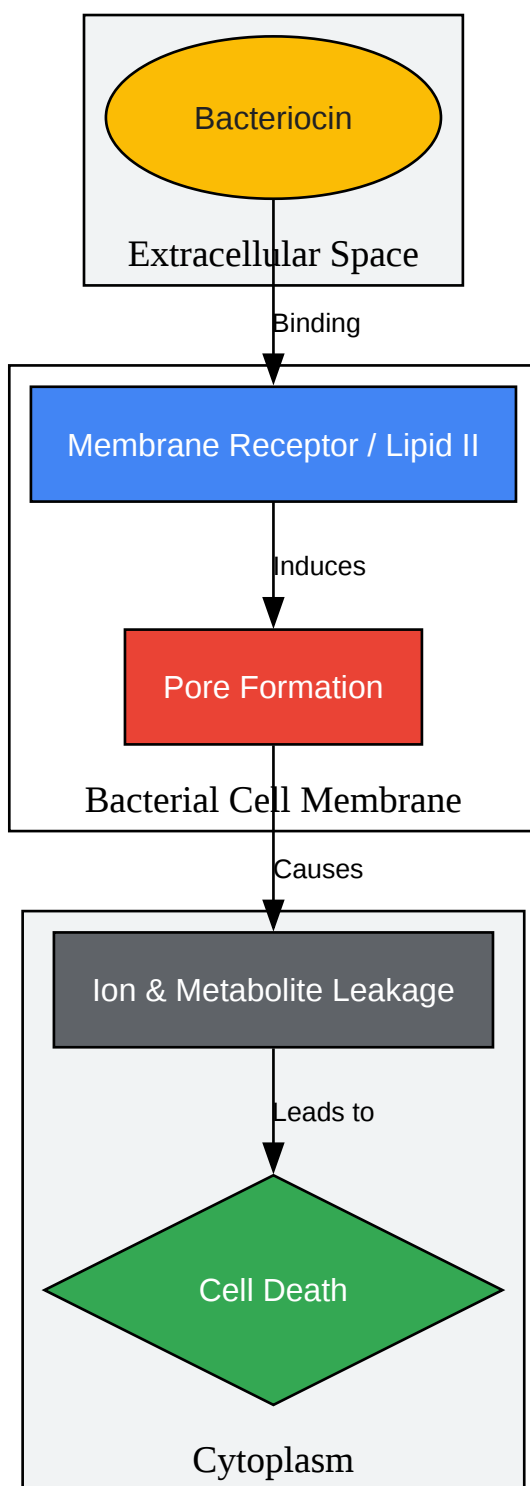 Bacteriocin
Extracellular Space
Binding
Membrane Receptor / Lipid II
Induces
Pore Formation
Bacterial Cell Membrane
Causes
Ion & Metabolite Leakage
Leads to
Cell Death
Cytoplasm